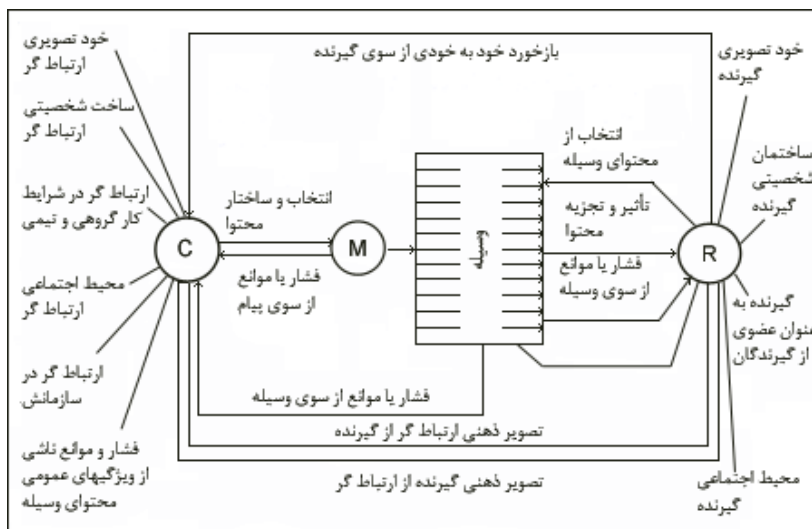 بازخورد خود به خودی از سوی گیرنده
خود تصویری
گیرنده
ساختمان
شخصیتی
گیرنده
گیرنده به
عنوان عضوی
از گیرندگان
محیط اجتماعی
گیرنده
R
انتخاب از
محتوای وسیله
تأثیر و تجزیه
محتوا
فشار یا موانع
از سوی وسیله
وسیله
M
انتخاب و ساختار
محتوا
فشار یا موانع
از سوی پیام
C
خود تصویری
ارتباط گر
ساخت شخصیتی
ارتباط گر
ارتباط گر در شرایط
کار گروهی و تیمی
محیط اجتماعی
ارتباط گر
ارتباط گر در
سازمانش
فشار و موانع ناشی
از ویژگیهای عمومی
محتوای وسیله
فشار یا موانع از سوی وسیله
تصویر ذهنی ارتباط گر از گیرنده
تصویر ذهنی گیرنده از ارتباط گر